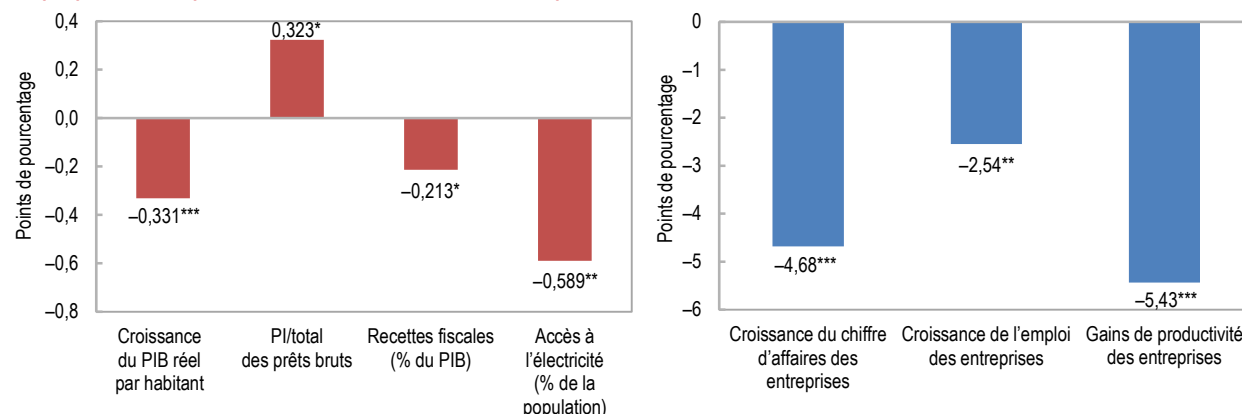 Points de pourcentage
0,4
0,2
0,0
–0,2
–0,4
–0,6
–0,8
0,323*
–0,331***
–0,213*
–0,589**
Croissance
du PIB réel
par habitant
PI/total
des prêts bruts
Recettes fiscales
(% du PIB)
Accès à
l’électricité
(% de la
population)
Points de pourcentage
0
–1
–2
–3
–4
–5
–6
–4,68***
–2,54**
–5,43***
Croissance du chiffre
d’affaires des
entreprises
Croissance de l’emploi
des entreprises
Gains de productivité
des entreprises